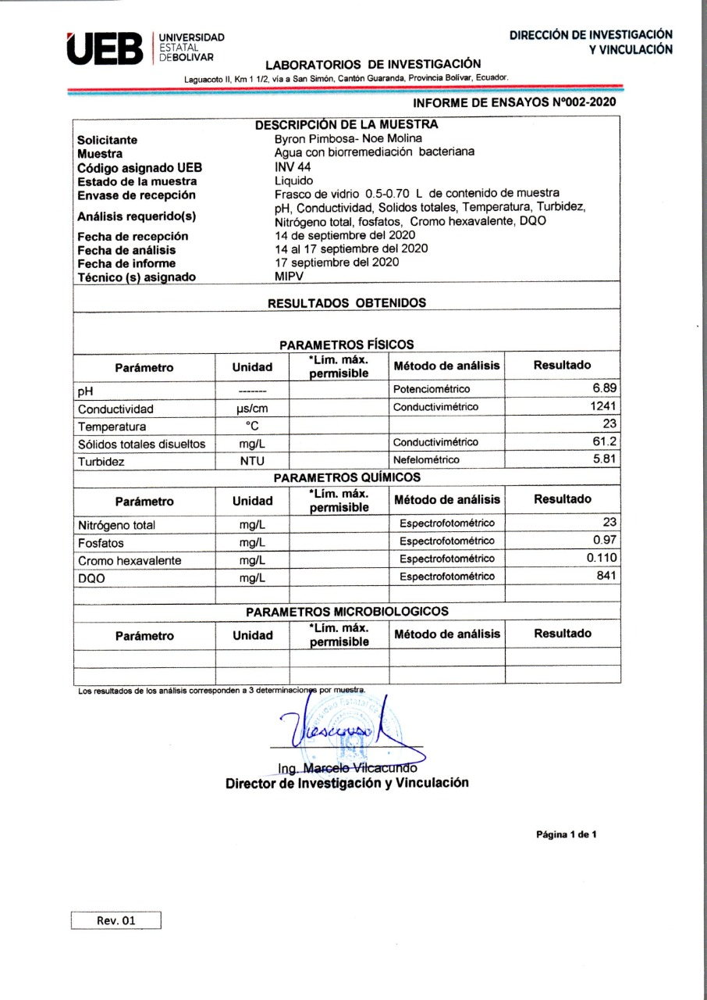 UEB UNIVERSIDAD
ESTATAL
DEBOLIVAR
DIRECCIÓN DE INVESTIGACIÓN
Y VINCULACIÓN
LABORATORIOS DE INVESTIGACIÓN
Laguacoto II, Km 1 1/2, vía a San Simón, Cantón Guaranda, Provincia Bolívar, Ecuador.
INFORME DE ENSAYOS Nº002-2020
DESCRIPCIÓN DE LA MUESTRA
Solicitante Byron Pimbosa- Noe Molina
Muestra Agua con biorremediación bacteriana
Código asignado UEB INV 44
Estado de la muestra Liquido
Envase de recepción Frasco de vidrio 0.5-0.70 L de contenido de muestra
Análisis requerido(s) pH, Conductividad, Solidos totales, Temperatura, Turbidez,
Nitrógeno total, fosfatos, Cromo hexavalente, DQO
Fecha de recepción 14 de septiembre del 2020
Fecha de análisis 14 al 17 septiembre del 2020
Fecha de informe 17 septiembre del 2020
Técnico (s) asignado MIPV
RESULTADOS OBTENIDOS
PARAMETROS FÍSICOS
Parámetro Unidad *Lím. máx. permisible Método de análisis Resultado
pH ------- Potenciométrico 6.89
Conductividad µs/cm Conductivimétrico 1241
Temperatura °C 23
Sólidos totales disueltos mg/L Conductivimétrico 61.2
Turbidez NTU Nefelométrico 5.81
PARAMETROS QUÍMICOS
Parámetro Unidad *Lím. máx. permisible Método de análisis Resultado
Nitrógeno total mg/L Espectrofotométrico 23
Fosfatos mg/L Espectrofotométrico 0.97
Cromo hexavalente mg/L Espectrofotométrico 0.110
DQO mg/L Espectrofotométrico 841
PARAMETROS MICROBIOLOGICOS
Parámetro Unidad *Lím. máx. permisible Método de análisis Resultado
Los resultados de los análisis corresponden a 3 determinaciones por muestra.
Ing. Marcelo Vilcacundo
Director de Investigación y Vinculación
Página 1 de 1
Rev. 01